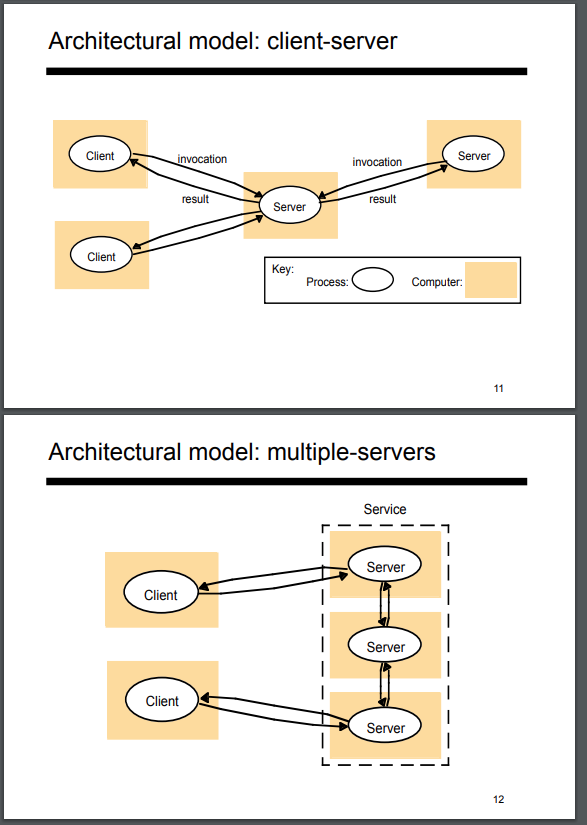 Architectural model: client-server
Client
invocation
result
Server
invocation
result
Server
Client
Key:
Process:
Computer:
11
Architectural model: multiple-servers
Service
Client
Server
Server
Client
Server
12